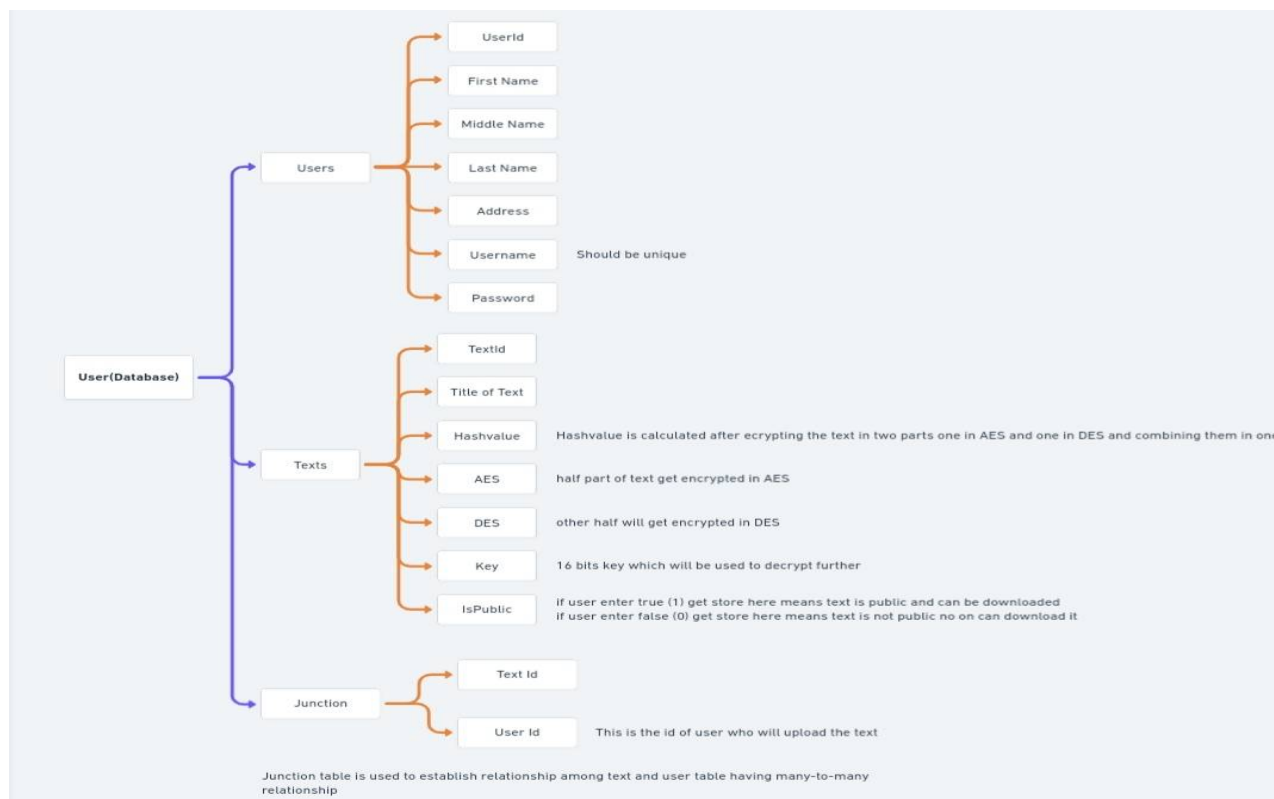 User(Database)
Users
UserId
First Name
Middle Name
Last Name
Address
Username Should be unique
Password
Texts
TextId
Title of Text
Hashvalue Hashvalue is calculated after ecrypting the text in two parts one in AES and one in DES and combining them in one
AES half part of text get encrypted in AES
DES other half will get encrypted in DES
Key 16 bits key which will be used to decrypt further
IsPublic if user enter true (1) get store here means text is public and can be downloaded
if user enter false (0) get store here means text is not public no on can download it
Junction
Text Id
User Id This is the id of user who will upload the text
Junction table is used to establish relationship among text and user table having many-to-many
relationship